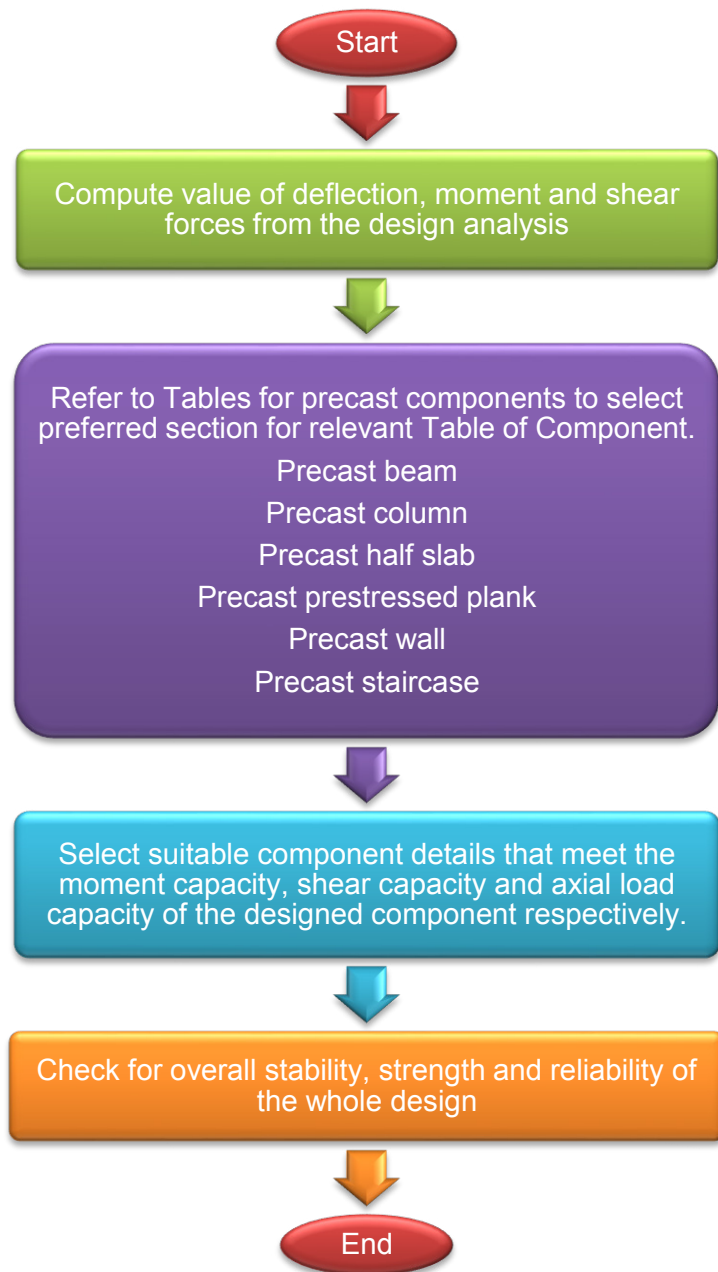 Start
Compute value of deflection, moment and shear
forces from the design analysis
Refer to Tables for precast components to select
preferred section for relevant Table of Component.
Precast beam
Precast column
Precast half slab
Precast prestressed plank
Precast wall
Precast staircase
Select suitable component details that meet the
moment capacity, shear capacity and axial load
capacity of the designed component respectively.
Check for overall stability, strength and reliability of
the whole design
End